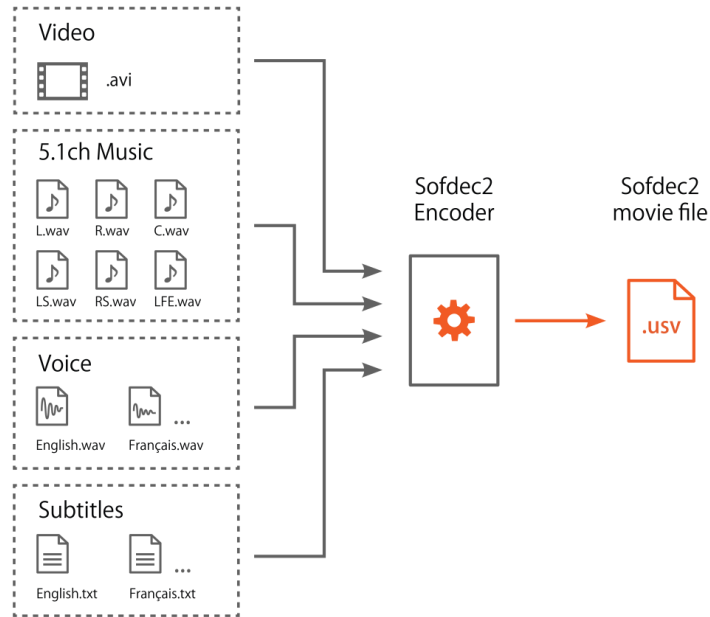 Video
.avi
5.1ch Music
L.wav R.wav C.wav
LS.wav RS.wav LFE.wav
Voice
...
English.wav Français.wav
Subtitles
...
English.txt Français.txt
Sofdec2
Encoder
Sofdec2
movie file
.usv